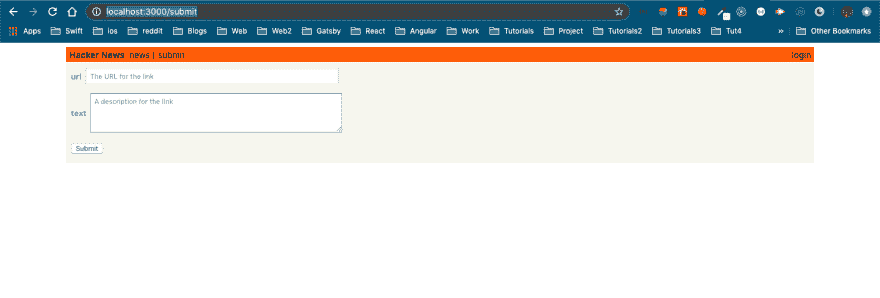 localhost:3000/submit
Apps Swift ios reddit Blogs Web Web2 Gatsby React Angular Work Tutorials Project Tutorials2 Tutorials3 Tut4 » Other Bookmarks
Hacker News news | submit login
url The URL for the link
text A description for the link
Submit